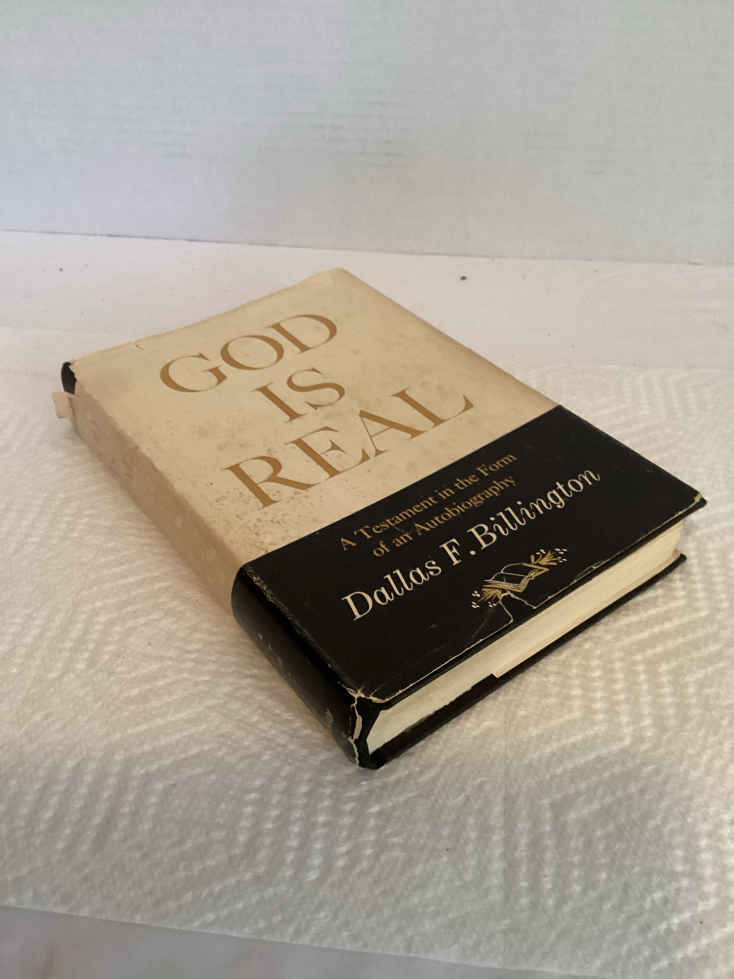 GOD
IS
REAL
A Testament in the Form
of an Autobiography
Dallas F. Billington